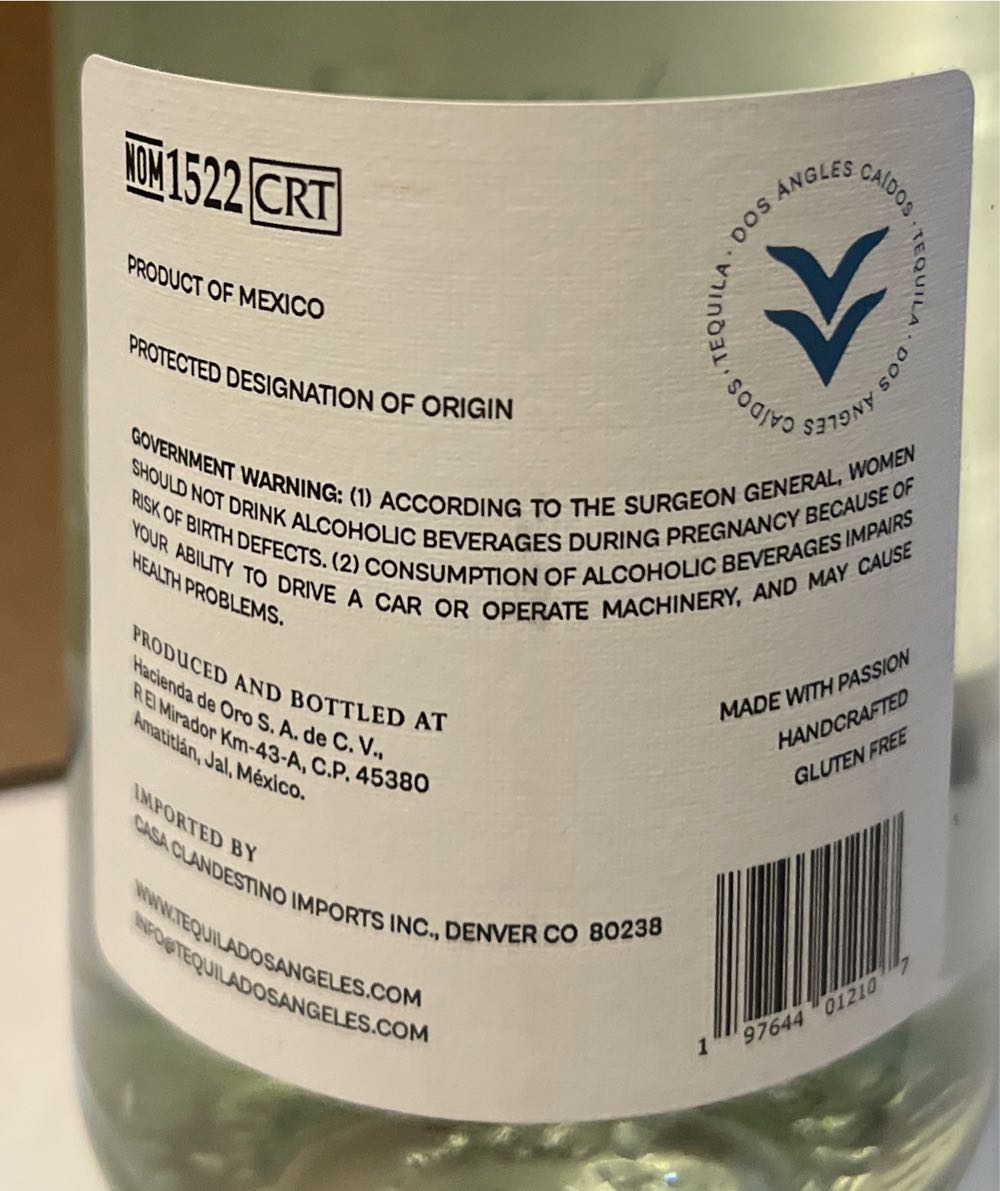 NOM 1522 CRT
PRODUCT OF MEXICO
PROTECTED DESIGNATION OF ORIGIN
TEQUILA · DOS ÁNGLES CAÍDOS · TEQUILA · DOS ÁNGLES CAÍDOS ·
GOVERNMENT WARNING: (1) ACCORDING TO THE SURGEON GENERAL, WOMEN
SHOULD NOT DRINK ALCOHOLIC BEVERAGES DURING PREGNANCY BECAUSE OF
RISK OF BIRTH DEFECTS. (2) CONSUMPTION OF ALCOHOLIC BEVERAGES IMPAIRS
YOUR ABILITY TO DRIVE A CAR OR OPERATE MACHINERY, AND MAY CAUSE
HEALTH PROBLEMS.
PRODUCED AND BOTTLED AT
Hacienda de Oro S. A. de C. V.,
R El Mirador Km-43-A, C.P. 45380
Amatitlán, Jal, México.
MADE WITH PASSION
HANDCRAFTED
GLUTEN FREE
IMPORTED BY
CASA CLANDESTINO IMPORTS INC., DENVER CO 80238
WWW.TEQUILADOSANGELES.COM
INFO@TEQUILADOSANGELES.COM
1 97644 01210 7